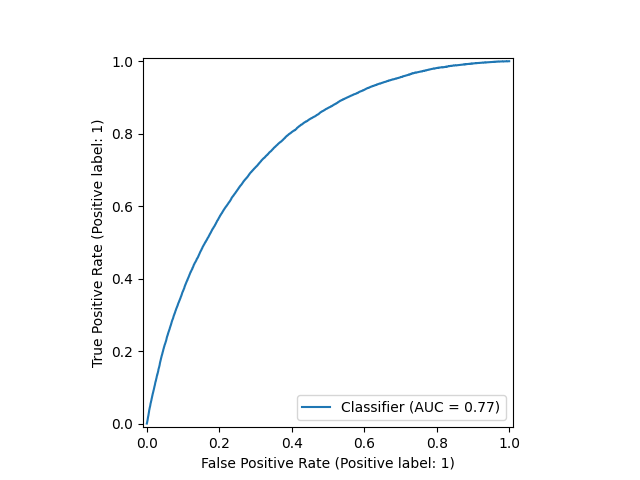 1.0
0.8
0.6
0.4
0.2
0.0
True Positive Rate (Positive label: 1)
Classifier (AUC = 0.77)
0.0 0.2 0.4 0.6 0.8 1.0
False Positive Rate (Positive label: 1)